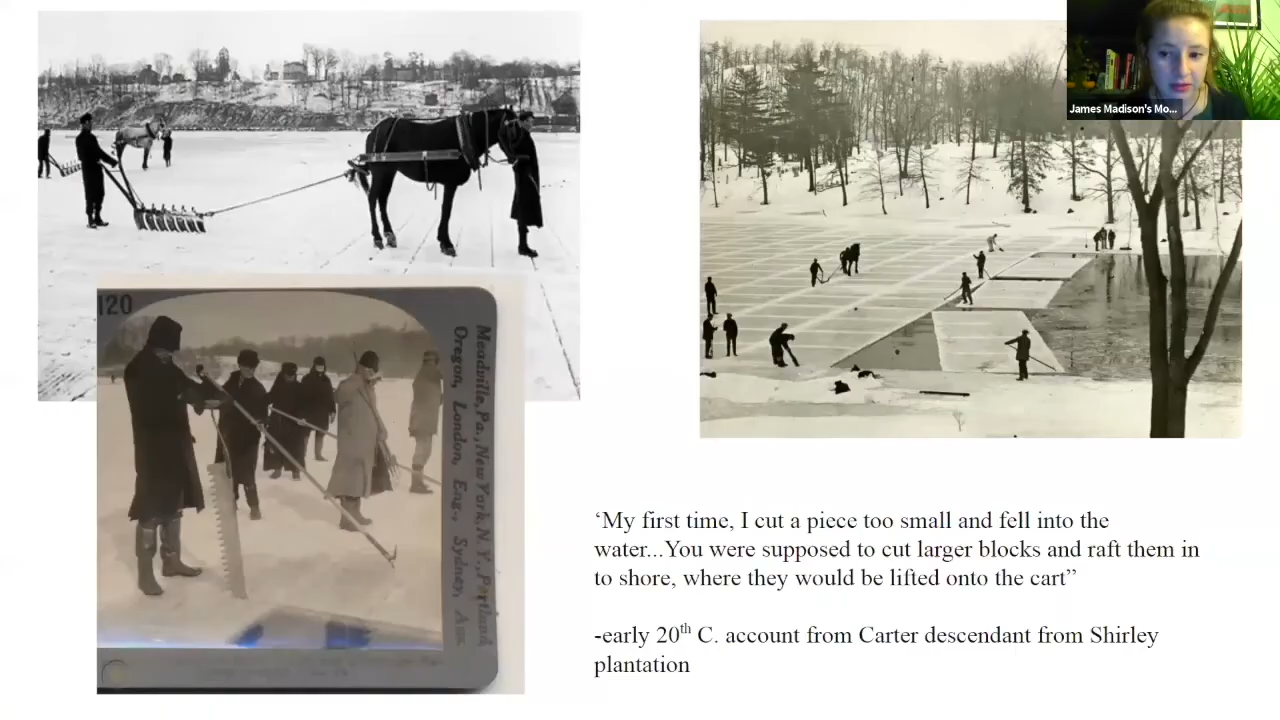 James Madison's Mo...
120
Meadville, Pa., New York, N.Y., Portland,
Oregon, London, Eng., Sydney, Aus.
‘My first time, I cut a piece too small and fell into the
water...You were supposed to cut larger blocks and raft them in
to shore, where they would be lifted onto the cart”
-early 20th C. account from Carter descendant from Shirley
plantation